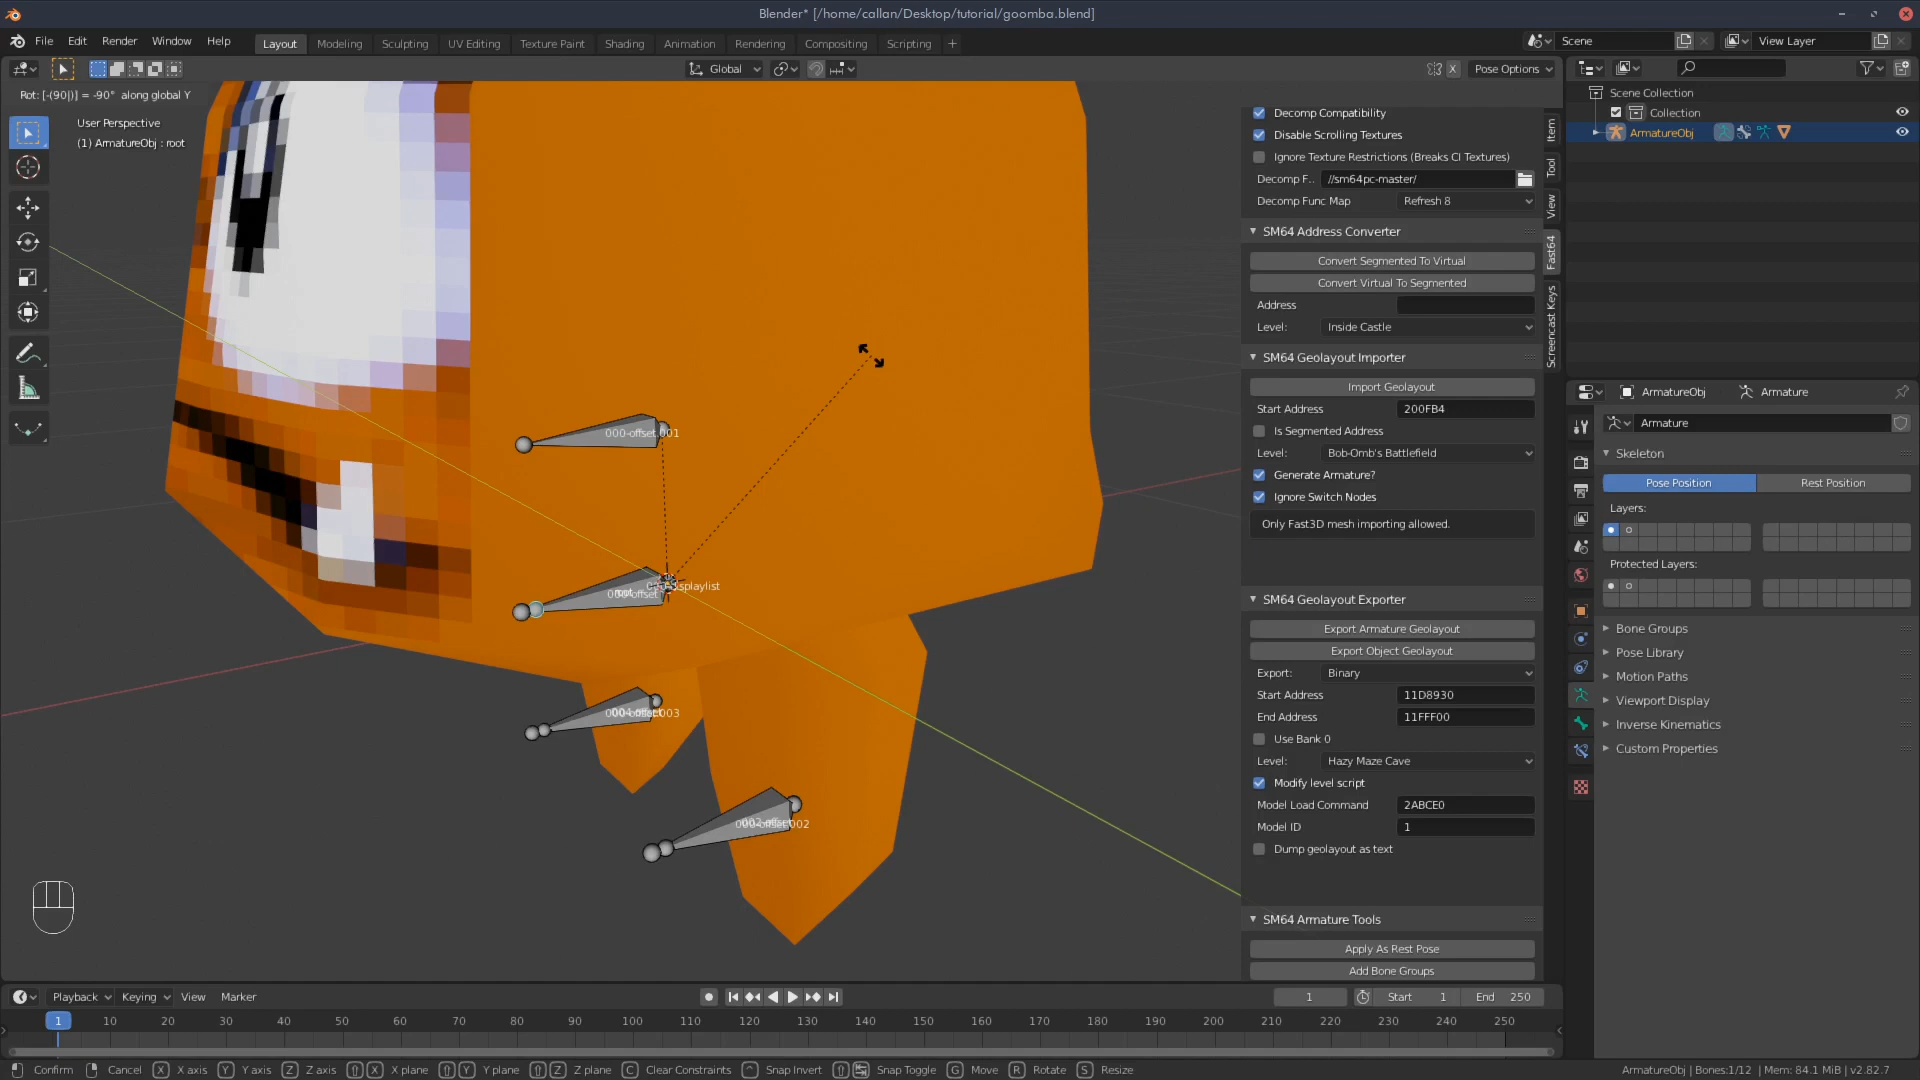 Blender* [/home/callan/Desktop/tutorial/goomba.blend]
File Edit Render Window Help
Layout Modeling Sculpting UV Editing Texture Paint Shading Animation Rendering Compositing Scripting +
Scene
View Layer
Global
X
Pose Options
Rot: [-(90|)] = -90° along global Y
User Perspective
(1) ArmatureObj : root
000-offset.001
000-offset
000-offset.003
Decomp Compatibility
Disable Scrolling Textures
Ignore Texture Restrictions (Breaks CI Textures)
Decomp F.. //sm64pc-master/
Decomp Func Map Refresh 8
SM64 Address Converter
Convert Segmented To Virtual
Convert Virtual To Segmented
Address
Level: Inside Castle
SM64 Geolayout Importer
Import Geolayout
Start Address 200FB4
Is Segmented Address
Level: Bob-Omb's Battlefield
Generate Armature?
Ignore Switch Nodes
Only Fast3D mesh importing allowed.
SM64 Geolayout Exporter
Export Armature Geolayout
Export Object Geolayout
Export: Binary
Start Address 11D8930
End Address 11FFF00
Use Bank 0
Level: Hazy Maze Cave
Modify level script
Model Load Command 2ABCE0
Model ID 1
Dump geolayout as text
SM64 Armature Tools
Apply As Rest Pose
Add Bone Groups
Item
Tool
View
Fast64
Screencast Keys
Scene Collection
Collection
ArmatureObj
ArmatureObj Armature
Armature
Skeleton
Pose Position Rest Position
Layers:
Protected Layers:
Bone Groups
Pose Library
Motion Paths
Viewport Display
Inverse Kinematics
Custom Properties
Playback Keying View Marker
1 Start 1 End 250
1 10 20 30 40 50 60 70 80 90 100 110 120 130 140 150 160 170 180 190 200 210 220 230 240 250
Confirm Cancel X X axis Y Y axis Z Z axis X X plane Y Y plane Z Z plane C Clear Constraints ^ Snap Invert Snap Toggle G Move R Rotate S Resize
ArmatureObj | Bones:1/12 | Mem: 84.1 MiB | v2.82.7